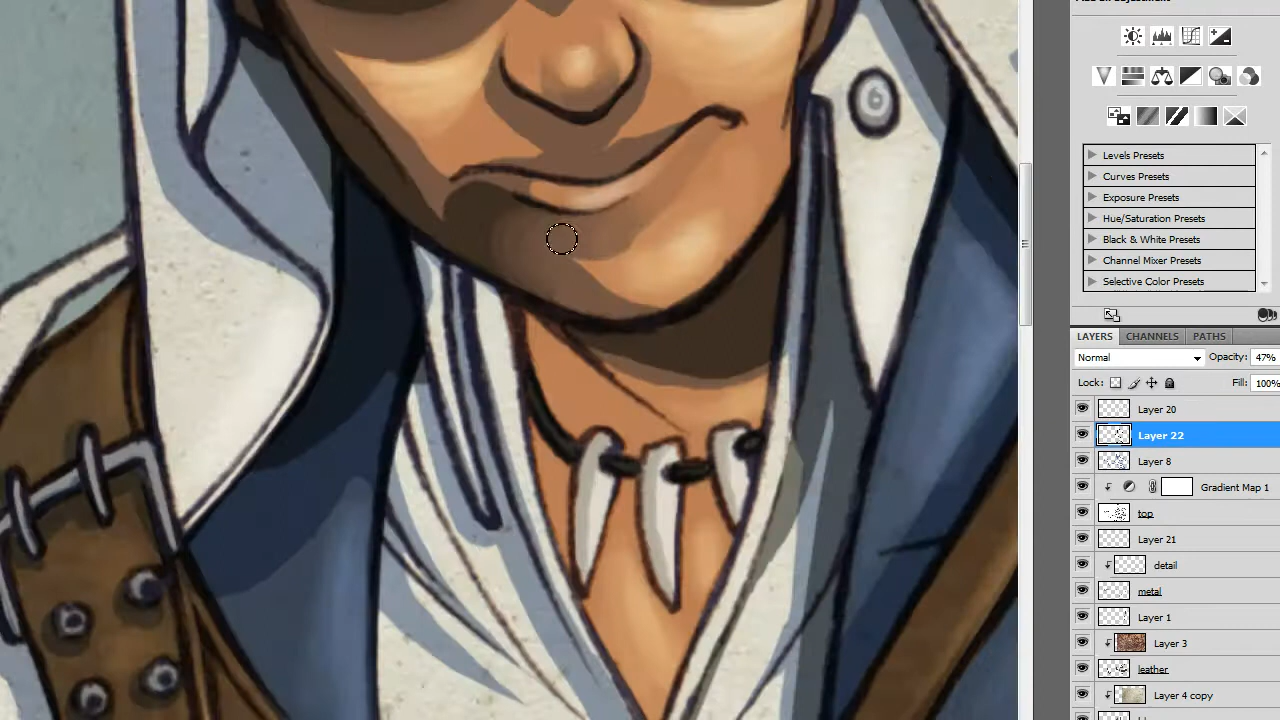 Levels Presets
Curves Presets
Exposure Presets
Hue/Saturation Presets
Black & White Presets
Channel Mixer Presets
Selective Color Presets
LAYERS CHANNELS PATHS
Normal Opacity: 47%
Lock: Fill: 100%
Layer 20
Layer 22
Layer 8
Gradient Map 1
top
Layer 21
detail
metal
Layer 1
Layer 3
leather
Layer 4 copy